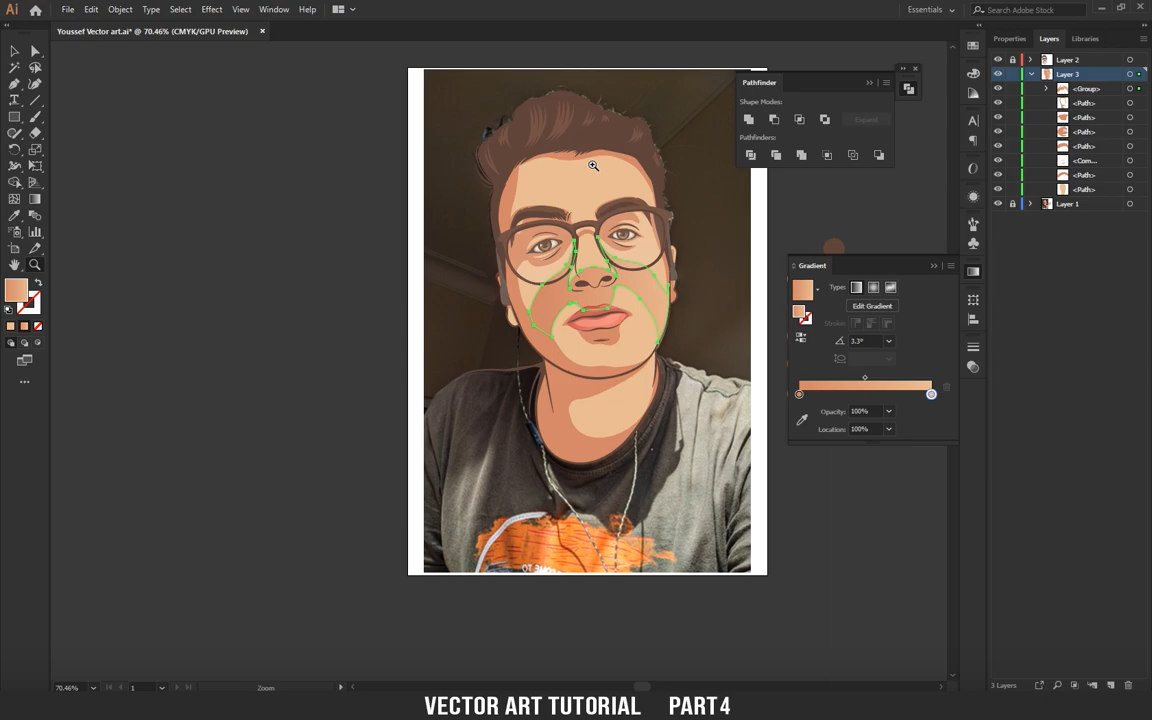 Ai File Edit Object Type Select Effect View Window Help Essentials Search Adobe Stock
Youssef Vector art.ai* @ 70.46% (CMYK/GPU Preview)
Properties Layers Libraries
Layer 2
Layer 3
<Group>
<Path>
<Path>
<Path>
<Path>
<Com...
<Path>
<Path>
Layer 1
Pathfinder
Shape Modes:
Expand
Pathfinders:
Gradient
Type:
Edit Gradient
Stroke:
3.3°
Opacity: 100%
Location: 100%
70.46% 1 Zoom
3 Layers
VECTOR ART TUTORIAL PART 4